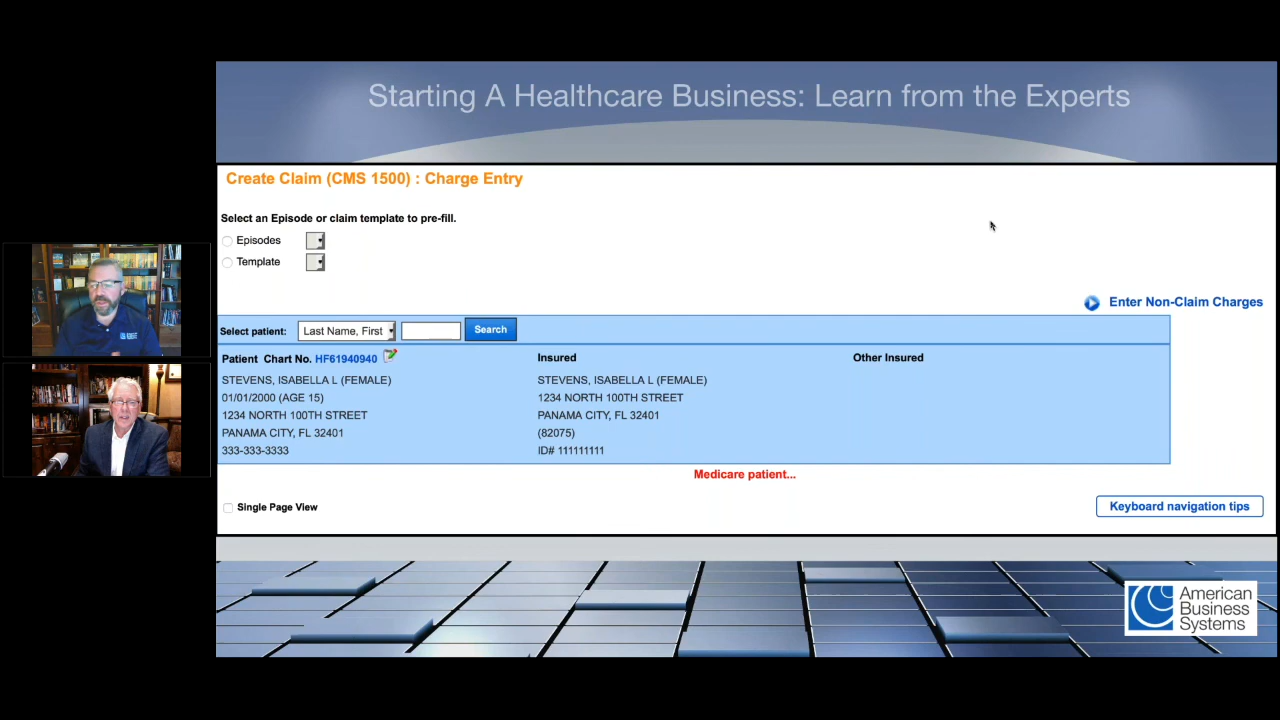 Starting A Healthcare Business: Learn from the Experts
Create Claim (CMS 1500) : Charge Entry
Select an Episode or claim template to pre-fill.
Episodes
Template
Enter Non-Claim Charges
Select patient: Last Name, First Search
Patient Chart No. HF61940940 Insured Other Insured
STEVENS, ISABELLA L (FEMALE) STEVENS, ISABELLA L (FEMALE)
01/01/2000 (AGE 15) 1234 NORTH 100TH STREET
1234 NORTH 100TH STREET PANAMA CITY, FL 32401
PANAMA CITY, FL 32401 (82075)
333-333-3333 ID# 111111111
Medicare patient...
Single Page View Keyboard navigation tips
American
Business
Systems